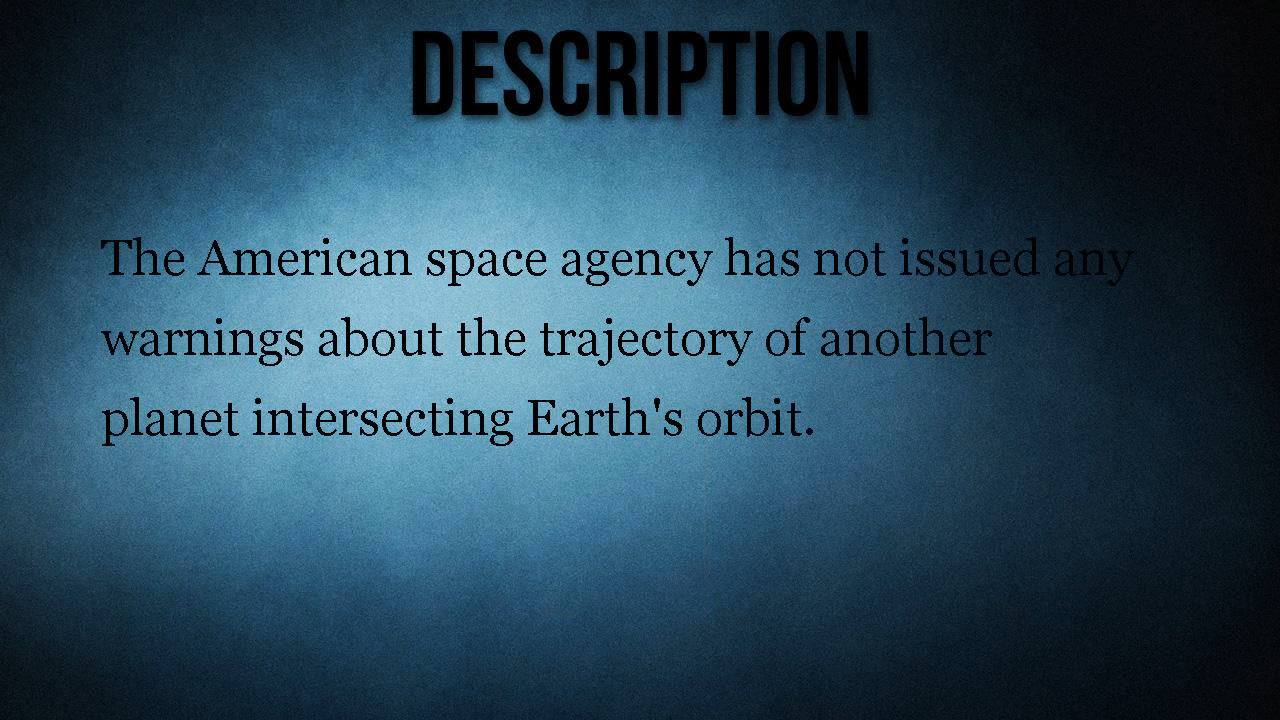 DESCRIPTION
The American space agency has not issued any
warnings about the trajectory of another
planet intersecting Earth's orbit.